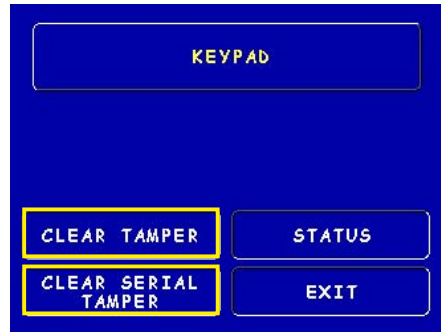 KEYPAD
CLEAR TAMPER
STATUS
CLEAR SERIAL
TAMPER
EXIT